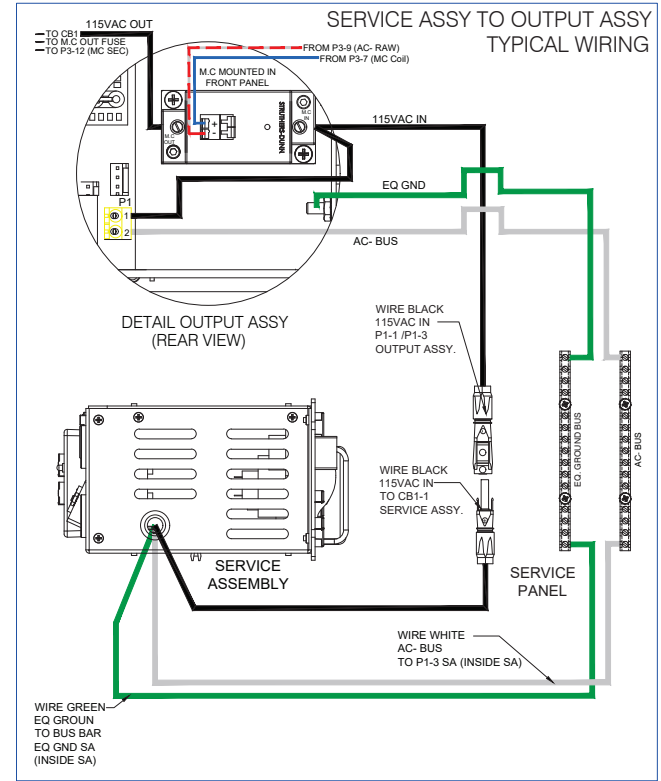 SERVICE ASSY TO OUTPUT ASSY
TYPICAL WIRING
115VAC OUT
TO CB1
TO M.C OUT FUSE
TO P3-12 (MC SEC)
FROM P3-9 (AC- RAW)
FROM P3-7 (MC Coil)
M.C MOUNTED IN
FRONT PANEL
M.C
OUT
+
-
STRUTHERS-DUNN
M.C
IN
115VAC IN
P1
1
2
EQ GND
AC- BUS
DETAIL OUTPUT ASSY
(REAR VIEW)
WIRE BLACK
115VAC IN
P1-1 /P1-3
OUTPUT ASSY.
WIRE BLACK
115VAC IN
TO CB1-1
SERVICE ASSY.
EQ. GROUND BUS
AC- BUS
SERVICE
ASSEMBLY
SERVICE
PANEL
WIRE WHITE
AC- BUS
TO P1-3 SA (INSIDE SA)
WIRE GREEN
EQ GROUN
TO BUS BAR
EQ GND SA
(INSIDE SA)